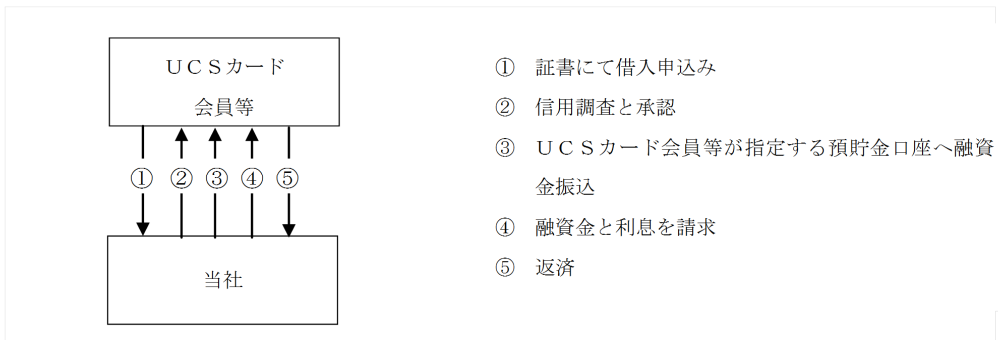 ＵＣＳカード
会員等
① ② ③ ④ ⑤
当社
① 証書にて借入申込み
② 信用調査と承認
③ ＵＣＳカード会員等が指定する預貯金口座へ融資
金振込
④ 融資金と利息を請求
⑤ 返済